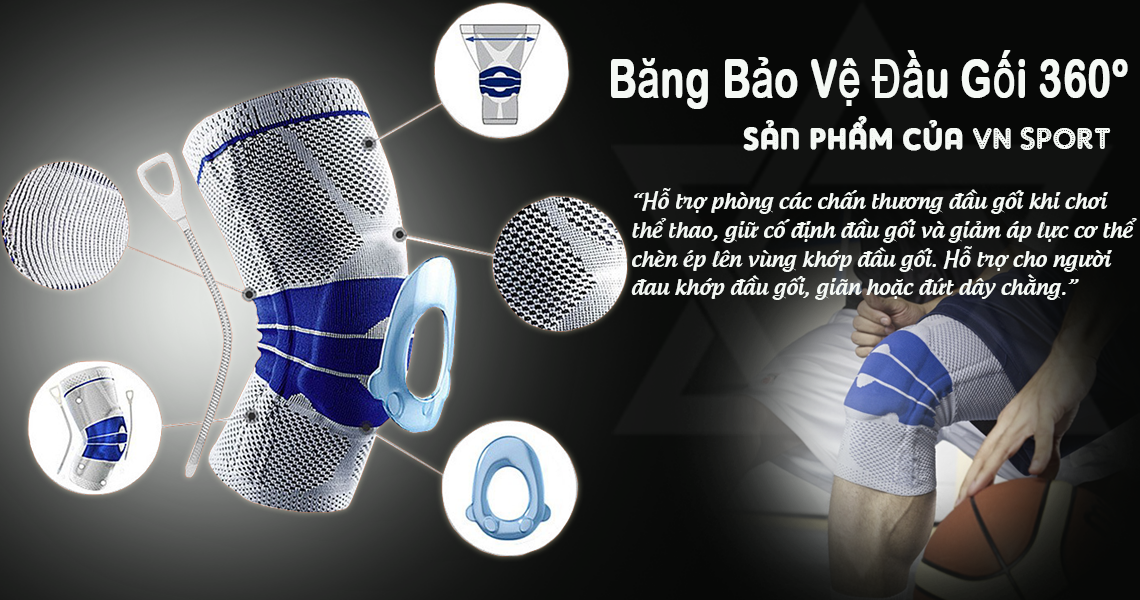 Băng Bảo Vệ Đầu Gối 360º
SẢN PHẨM CỦA VN SPORT
“Hỗ trợ phòng các chấn thương đầu gối khi chơi
thể thao, giữ cố định đầu gối và giảm áp lực cơ thể
chèn ép lên vùng khớp đầu gối. Hỗ trợ cho người
đau khớp đầu gối, giãn hoặc đứt dây chằng.”